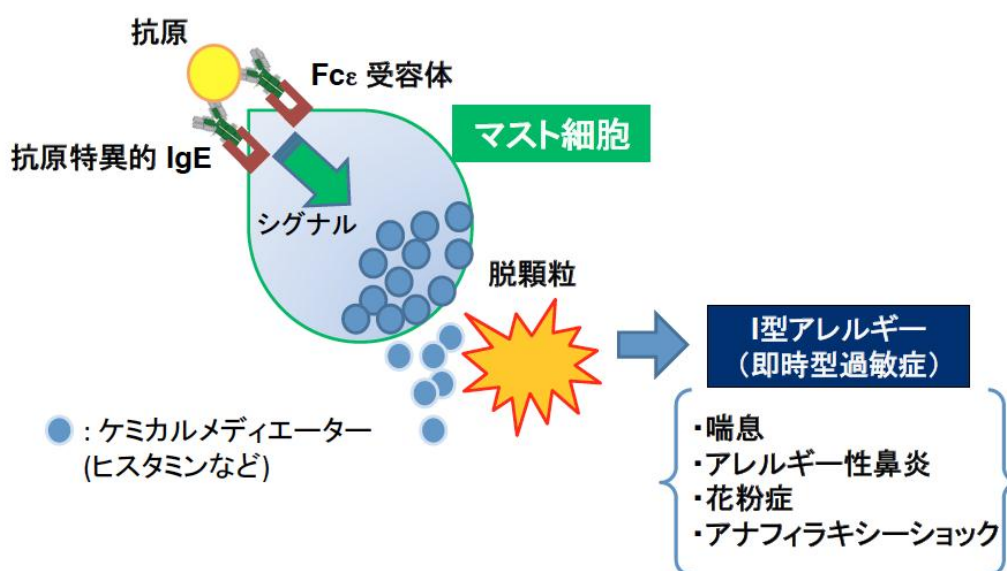 抗原
Fcε 受容体
マスト細胞
抗原特異的 IgE
シグナル
脱顆粒
I型アレルギー
（即時型過敏症）
：ケミカルメディエーター
(ヒスタミンなど)
・喘息
・アレルギー性鼻炎
・花粉症
・アナフィラキシーショック